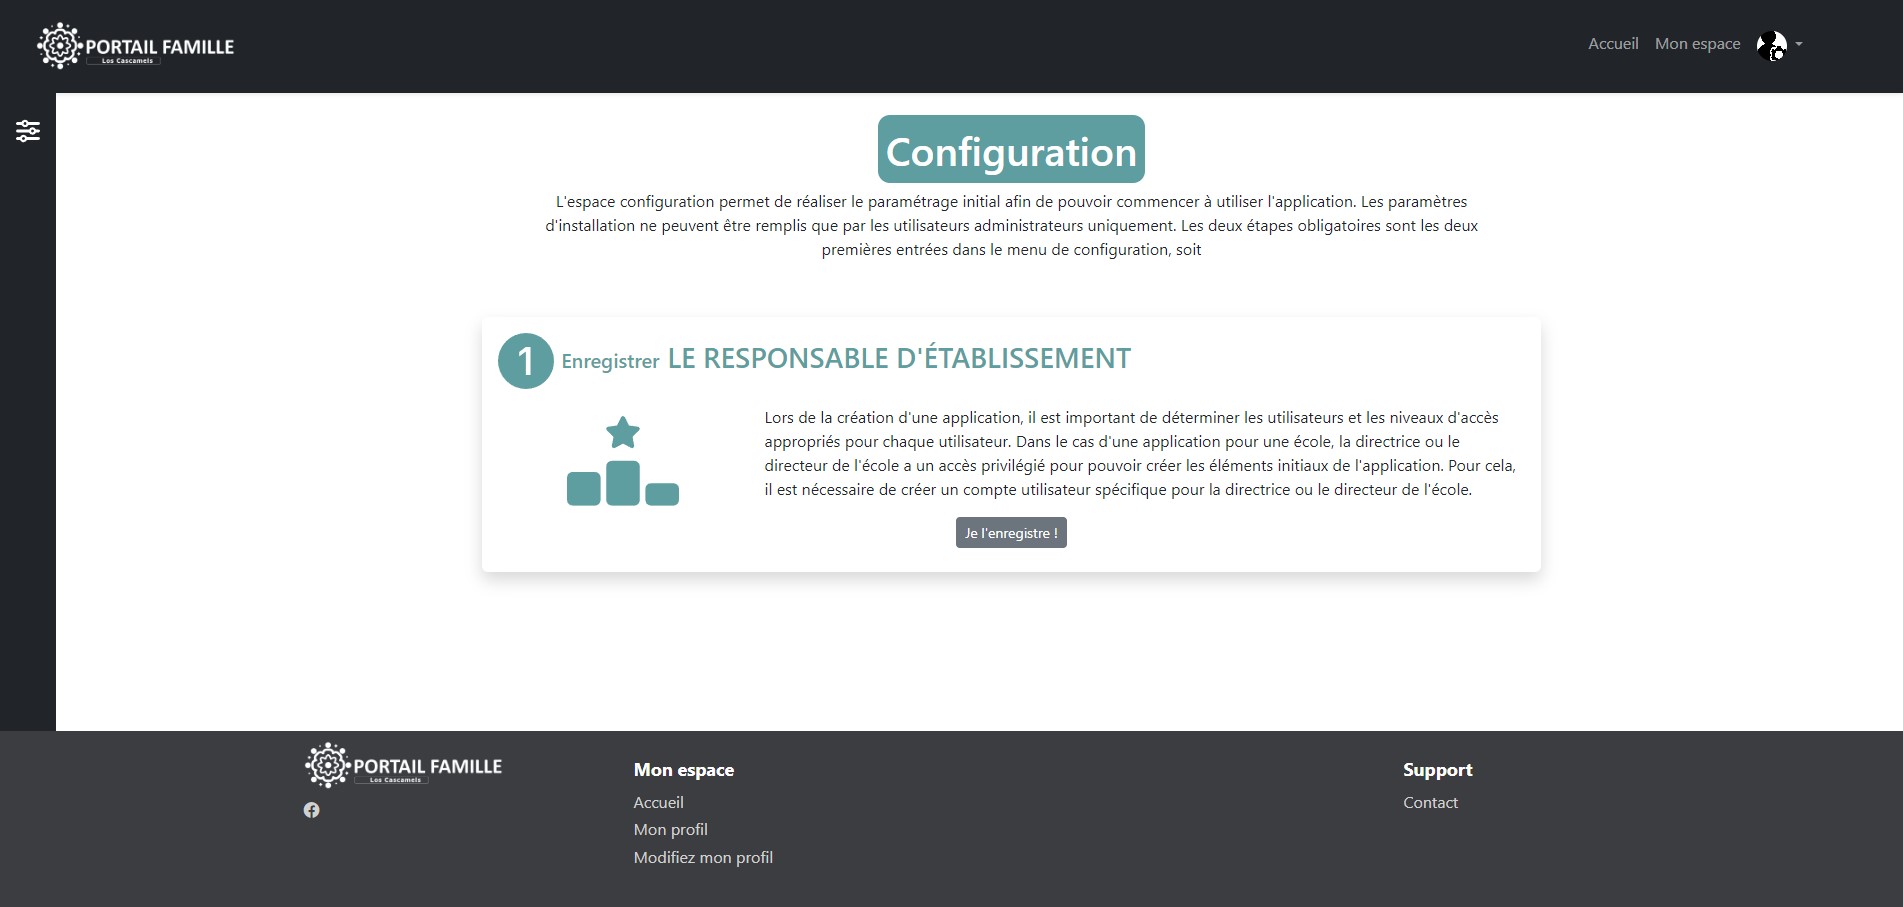 PORTAIL FAMILLE
Los Cascamels
Accueil
Mon espace
Configuration
L'espace configuration permet de réaliser le paramétrage initial afin de pouvoir commencer à utiliser l'application. Les paramètres
d'installation ne peuvent être remplis que par les utilisateurs administrateurs uniquement. Les deux étapes obligatoires sont les deux
premières entrées dans le menu de configuration, soit
1 Enregistrer LE RESPONSABLE D'ÉTABLISSEMENT
Lors de la création d'une application, il est important de déterminer les utilisateurs et les niveaux d'accès
appropriés pour chaque utilisateur. Dans le cas d'une application pour une école, la directrice ou le
directeur de l'école a un accès privilégié pour pouvoir créer les éléments initiaux de l'application. Pour cela,
il est nécessaire de créer un compte utilisateur spécifique pour la directrice ou le directeur de l'école.
Je l'enregistre !
PORTAIL FAMILLE
Los Cascamels
Mon espace
Accueil
Mon profil
Modifiez mon profil
Support
Contact